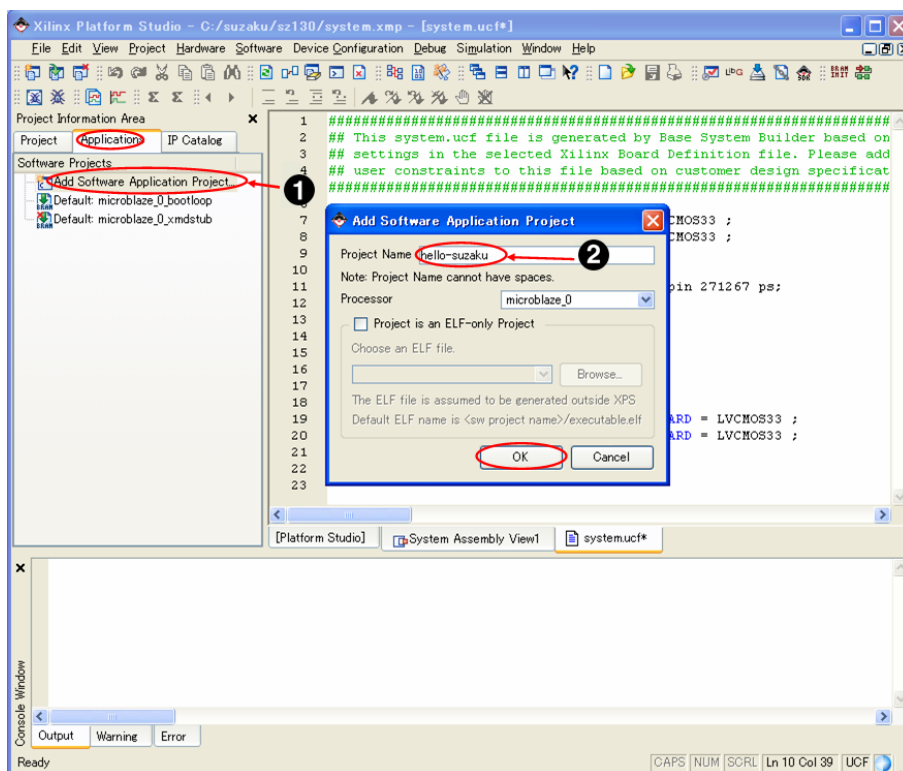 Xilinx Platform Studio - C:/suzaku/sz130/system.xmp - [system.ucf*]
File Edit View Project Hardware Software Device Configuration Debug Simulation Window Help
Project Information Area
Project Applications IP Catalog
Software Projects
Add Software Application Project...
Default: microblaze_0_bootloop
Default: microblaze_0_xmdstub
1
1 ################################################################
2 ## This system.ucf file is generated by Base System Builder based on
3 ## settings in the selected Xilinx Board Definition file. Please add
4 ## user constraints to this file based on customer design specificat
################################################################
7 CMOS33 ;
8 CMOS33 ;
9
10
11 pin 271267 ps;
12
13
14
15
16
17
18
19 ARD = LVCMOS33 ;
20 ARD = LVCMOS33 ;
21
22
23
Add Software Application Project
Project Name hello-suzaku
2
Note: Project Name cannot have spaces.
Processor microblaze_0
Project is an ELF-only Project
Choose an ELF file.
Browse...
The ELF file is assumed to be generated outside XPS
Default ELF name is <sw project name>/executable.elf
OK Cancel
[Platform Studio] System Assembly View1 system.ucf*
Console Window
Output Warning Error
Ready CAPS NUM SCRL Ln 10 Col 39 UCF